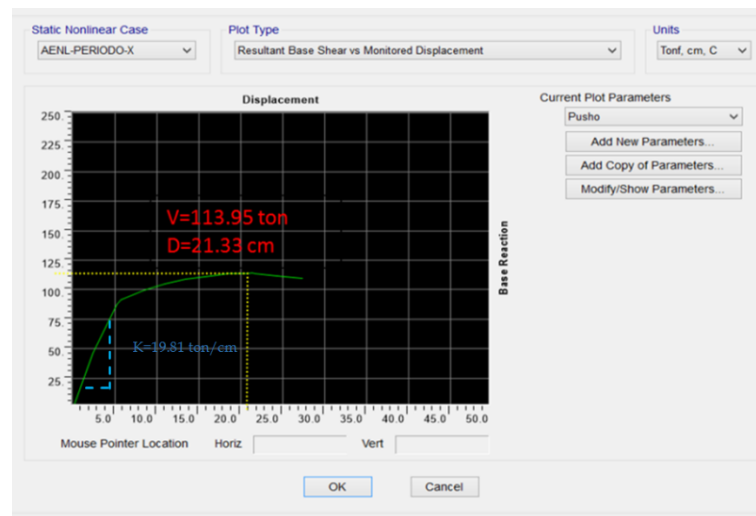 Static Nonlinear Case
Plot Type
Units
AENL-PERIODO-X
Resultant Base Shear vs Monitored Displacement
Tonf, cm, C
Displacement
Current Plot Parameters
Pusho
Add New Parameters...
Add Copy of Parameters...
Modify/Show Parameters...
250.
225.
200.
175.
150.
125.
100.
75.
50.
25.
V=113.95 ton
D=21.33 cm
K=19.81 ton/cm
Base Reaction
5.0 10.0 15.0 20.0 25.0 30.0 35.0 40.0 45.0 50.0
Mouse Pointer Location Horiz Vert
OK Cancel